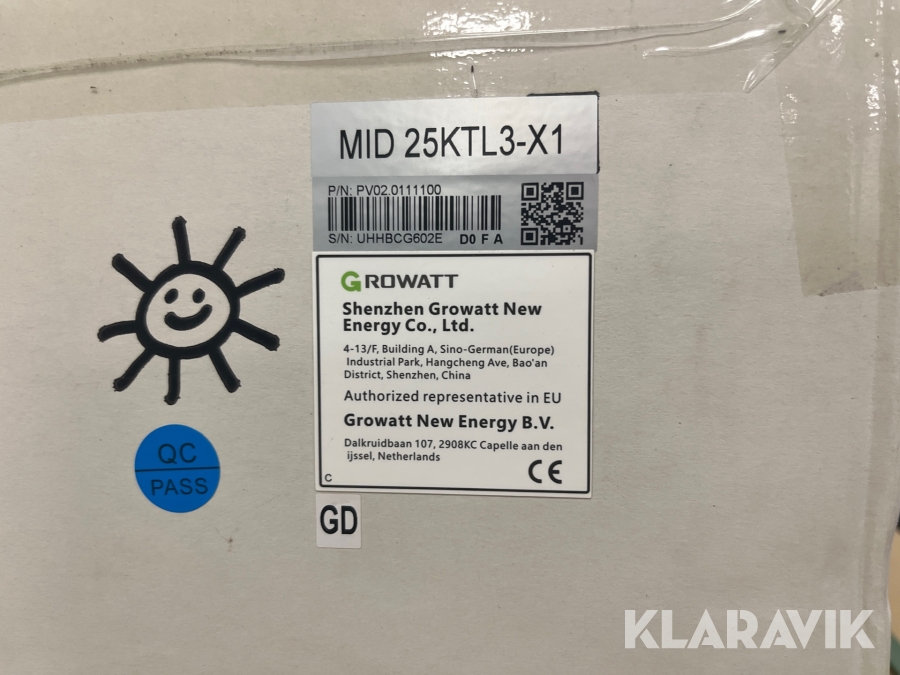 MID 25KTL3-X1
P/N: PV02.0111100
S/N: UHHBCG602E D0 F A
GROWATT
Shenzhen Growatt New
Energy Co., Ltd.
4-13/F, Building A, Sino-German(Europe)
Industrial Park, Hangcheng Ave, Bao'an
District, Shenzhen, China
Authorized representative in EU
Growatt New Energy B.V.
Dalkruidbaan 107, 2908KC Capelle aan den
ijssel, Netherlands
C
CE
QC
PASS
GD
KLARAVIK